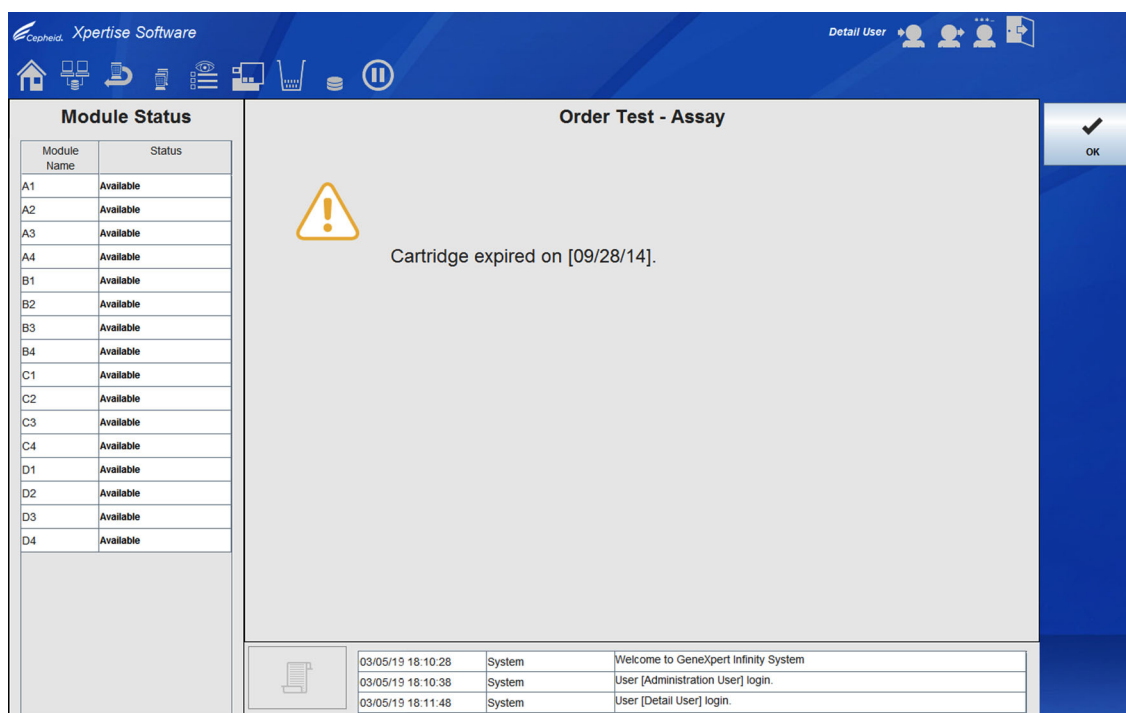 Cepheid. Xpertise Software
Detail User
Module Status
Module Name Status
A1 Available
A2 Available
A3 Available
A4 Available
B1 Available
B2 Available
B3 Available
B4 Available
C1 Available
C2 Available
C3 Available
C4 Available
D1 Available
D2 Available
D3 Available
D4 Available
Order Test - Assay
Cartridge expired on [09/28/14].
OK
03/05/19 18:10:28 System Welcome to GeneXpert Infinity System
03/05/19 18:10:38 System User [Administration User] login.
03/05/19 18:11:48 System User [Detail User] login.